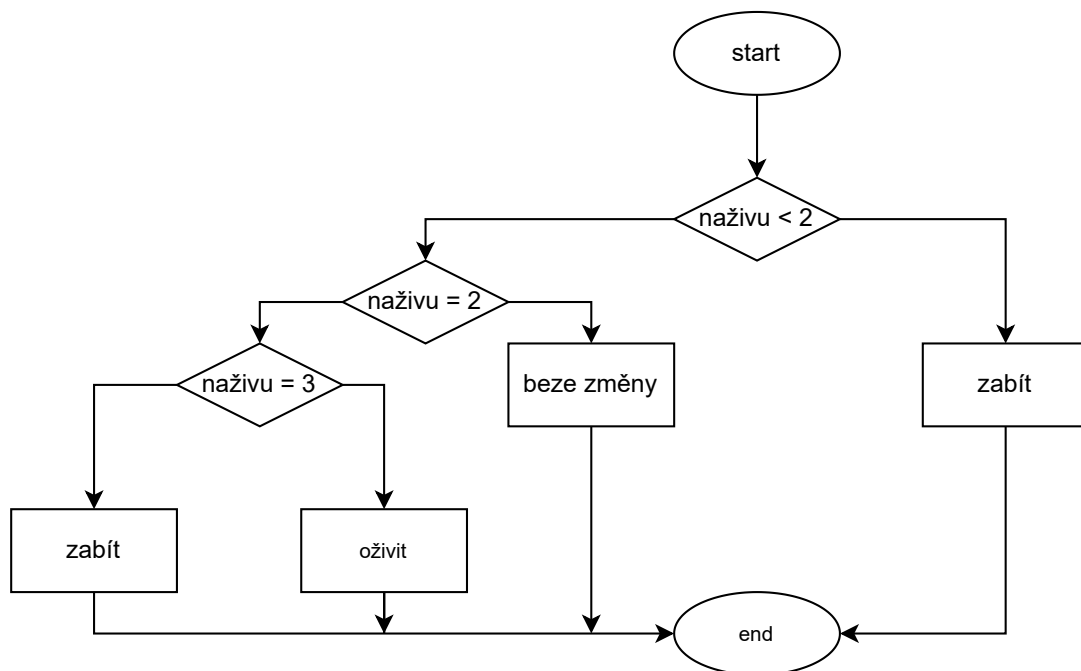 start
naživu < 2
naživu = 2
naživu = 3
beze změny
zabít
zabít
oživit
end